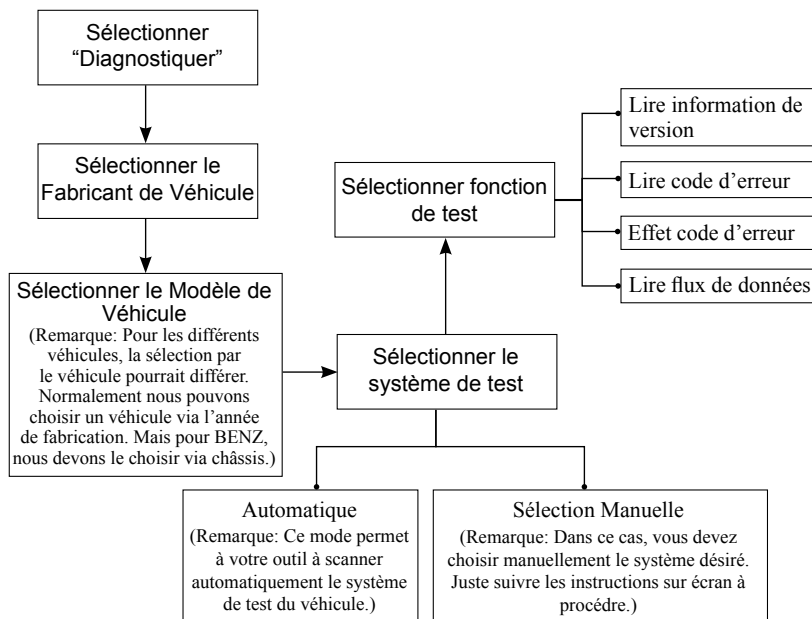 Sélectionner
“Diagnostiquer”
Sélectionner le
Fabricant de Véhicule
Sélectionner le Modèle de
Véhicule
(Remarque: Pour les différents
véhicules, la sélection par
le véhicule pourrait différer.
Normalement nous pouvons
choisir un véhicule via l’année
de fabrication. Mais pour BENZ,
nous devons le choisir via châssis.)
Sélectionner le
système de test
Automatique
(Remarque: Ce mode permet
à votre outil à scanner
automatiquement le système
de test du véhicule.)
Sélection Manuelle
(Remarque: Dans ce cas, vous devez
choisir manuellement le système désiré.
Juste suivre les instructions sur écran à
procédre.)
Sélectionner fonction
de test
Lire information de
version
Lire code d’erreur
Effet code d’erreur
Lire flux de données